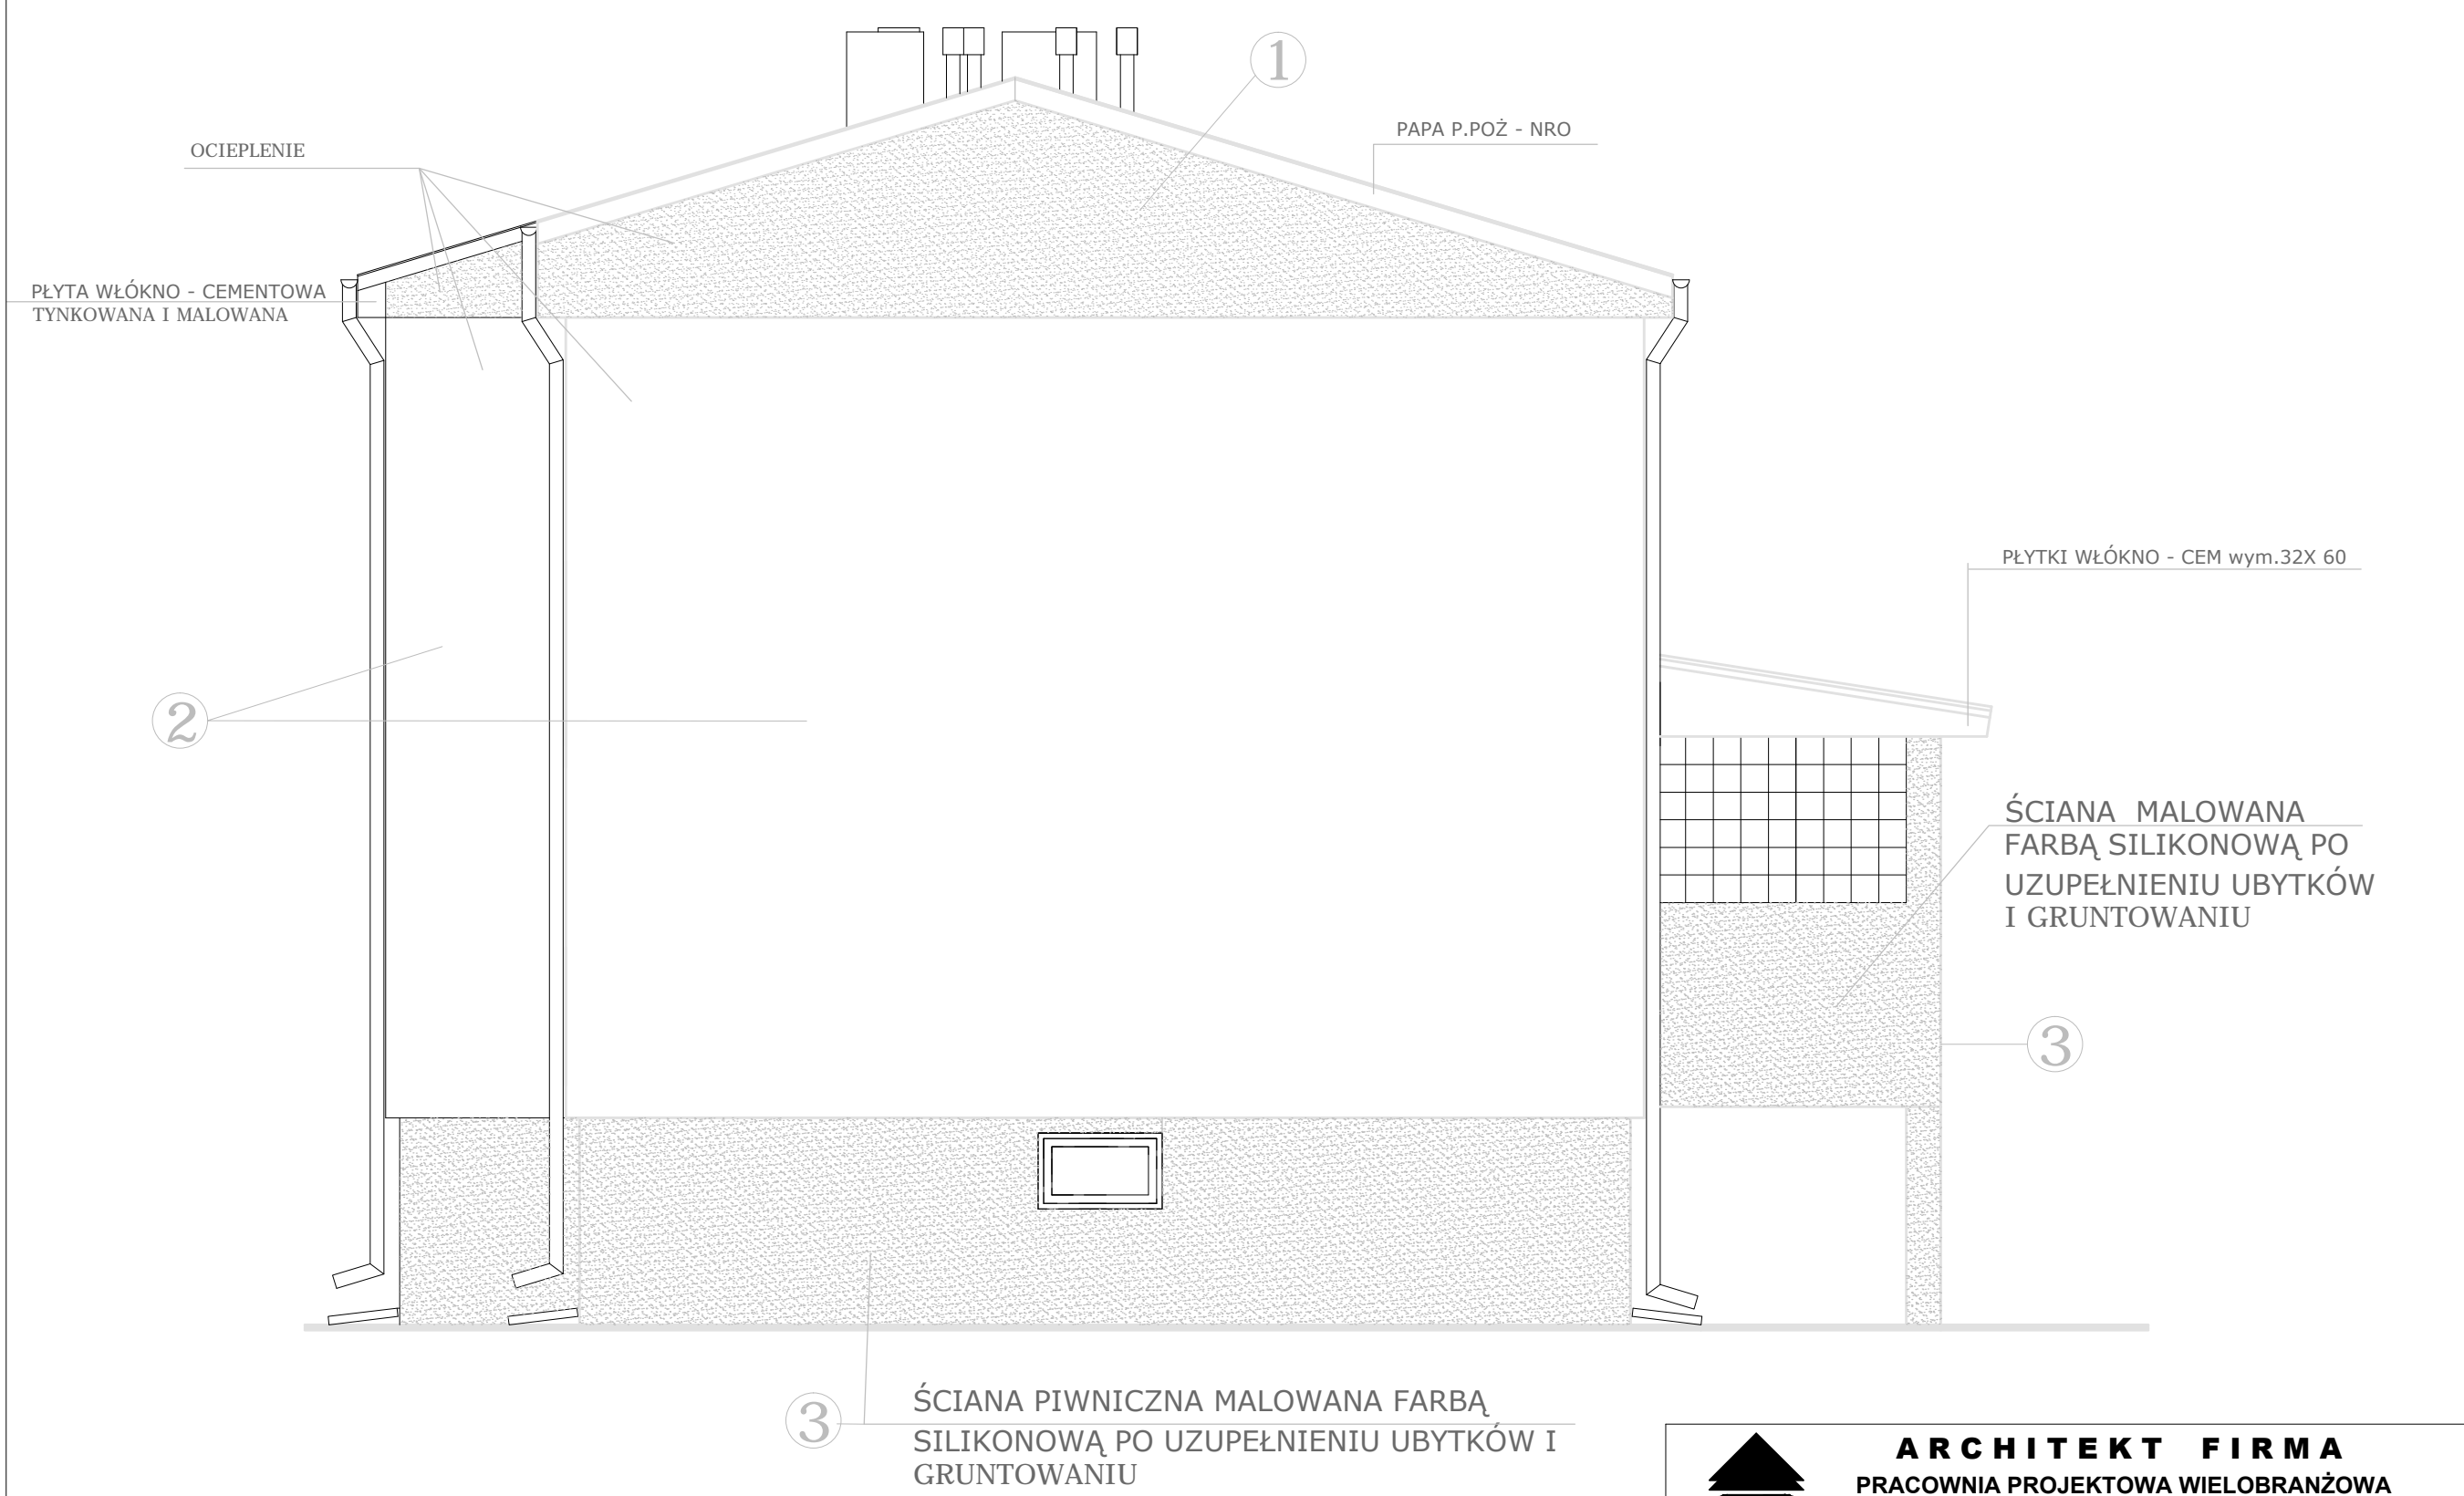 1
OCIEPLENIE
PAPA P.POŻ - NRO
PŁYTA WŁÓKNO - CEMENTOWA
TYNKOWANA I MALOWANA
PŁYTKI WŁÓKNO - CEM wym.32X 60
2
ŚCIANA MALOWANA
FARBĄ SILIKONOWĄ PO
UZUPEŁNIENIU UBYTKÓW
I GRUNTOWANIU
3
3
ŚCIANA PIWNICZNA MALOWANA FARBĄ
SILIKONOWĄ PO UZUPEŁNIENIU UBYTKÓW I
GRUNTOWANIU
ARCHITEKT FIRMA
PRACOWNIA PROJEKTOWA WIELOBRANŻOWA